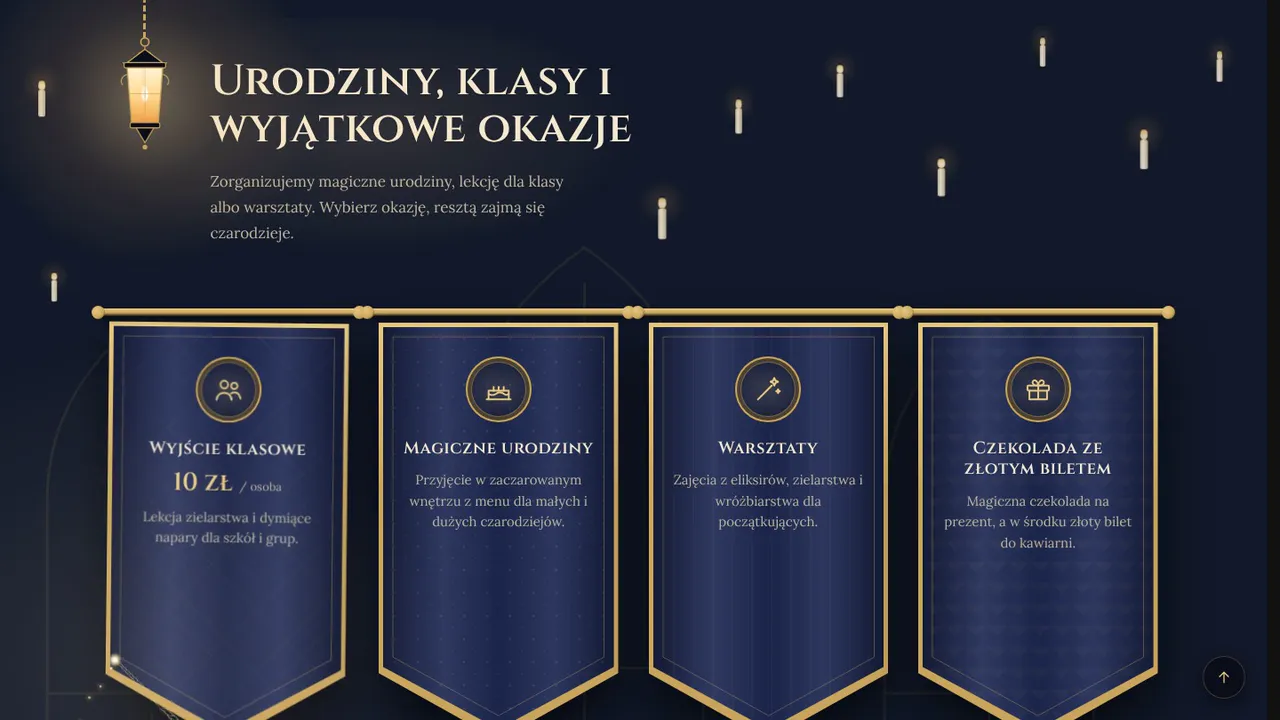 Urodziny, klasy i
wyjątkowe okazje
Zorganizujemy magiczne urodziny, lekcję dla klasy
albo warsztaty. Wybierz okazję, resztą zajmą się
czarodzieje.
Wyjście klasowe
10 zł / osoba
Lekcja zielarstwa i dymiące
napary dla szkół i grup.
Magiczne urodziny
Przyjęcie w zaczarowanym
wnętrzu z menu dla małych i
dużych czarodziejów.
Warsztaty
Zajęcia z eliksirów, zielarstwa i
wróżbiarstwa dla
początkujących.
Czekolada ze
złotym biletem
Magiczna czekolada na
prezent, a w środku złoty bilet
do kawiarni.